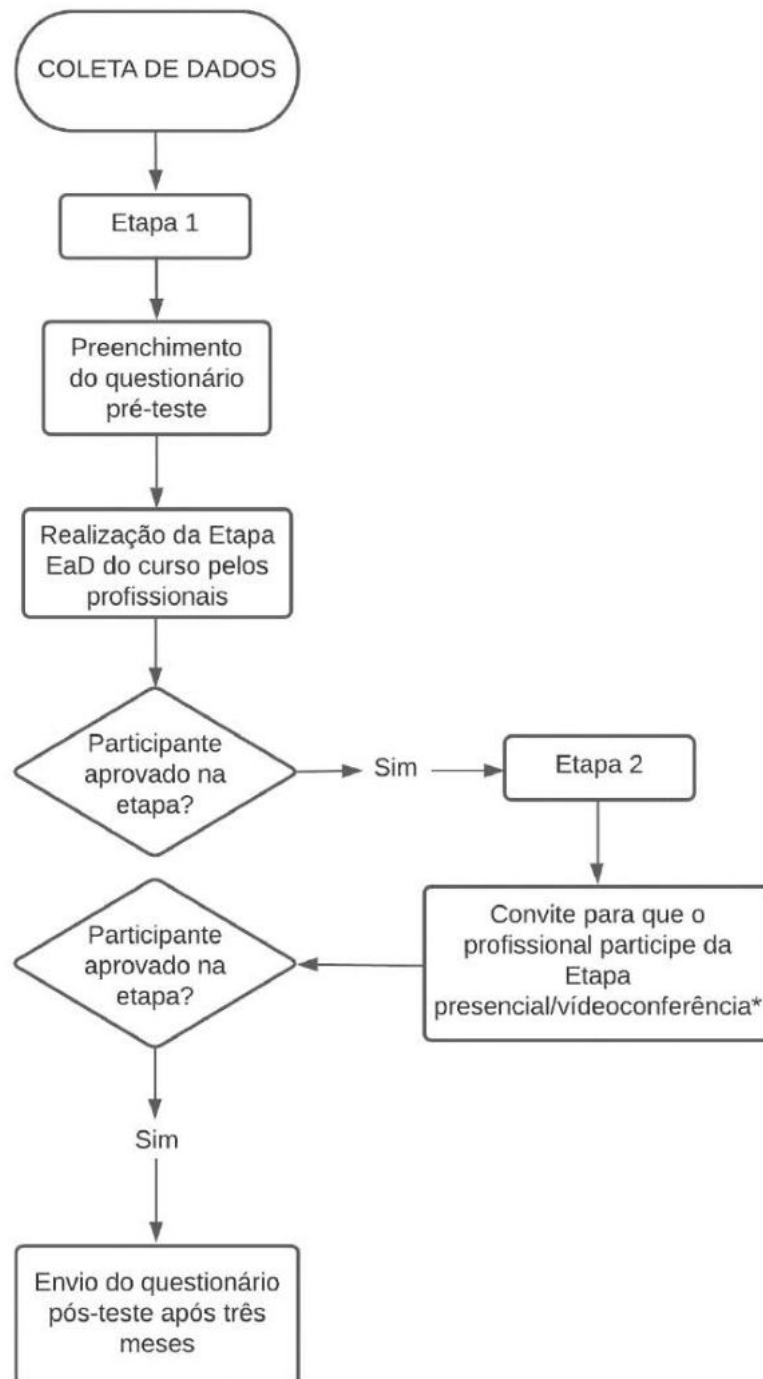 COLETA DE DADOS
Etapa 1
Preenchimento
do questionário
pré-teste
Realização da Etapa
EaD do curso pelos
profissionais
Participante
aprovado na
etapa?
Sim
Etapa 2
Convite para que o
profissional participe da
Etapa
presencial/vídeoconferência*
Participante
aprovado na
etapa?
Sim
Envio do questionário
pós-teste após três
meses